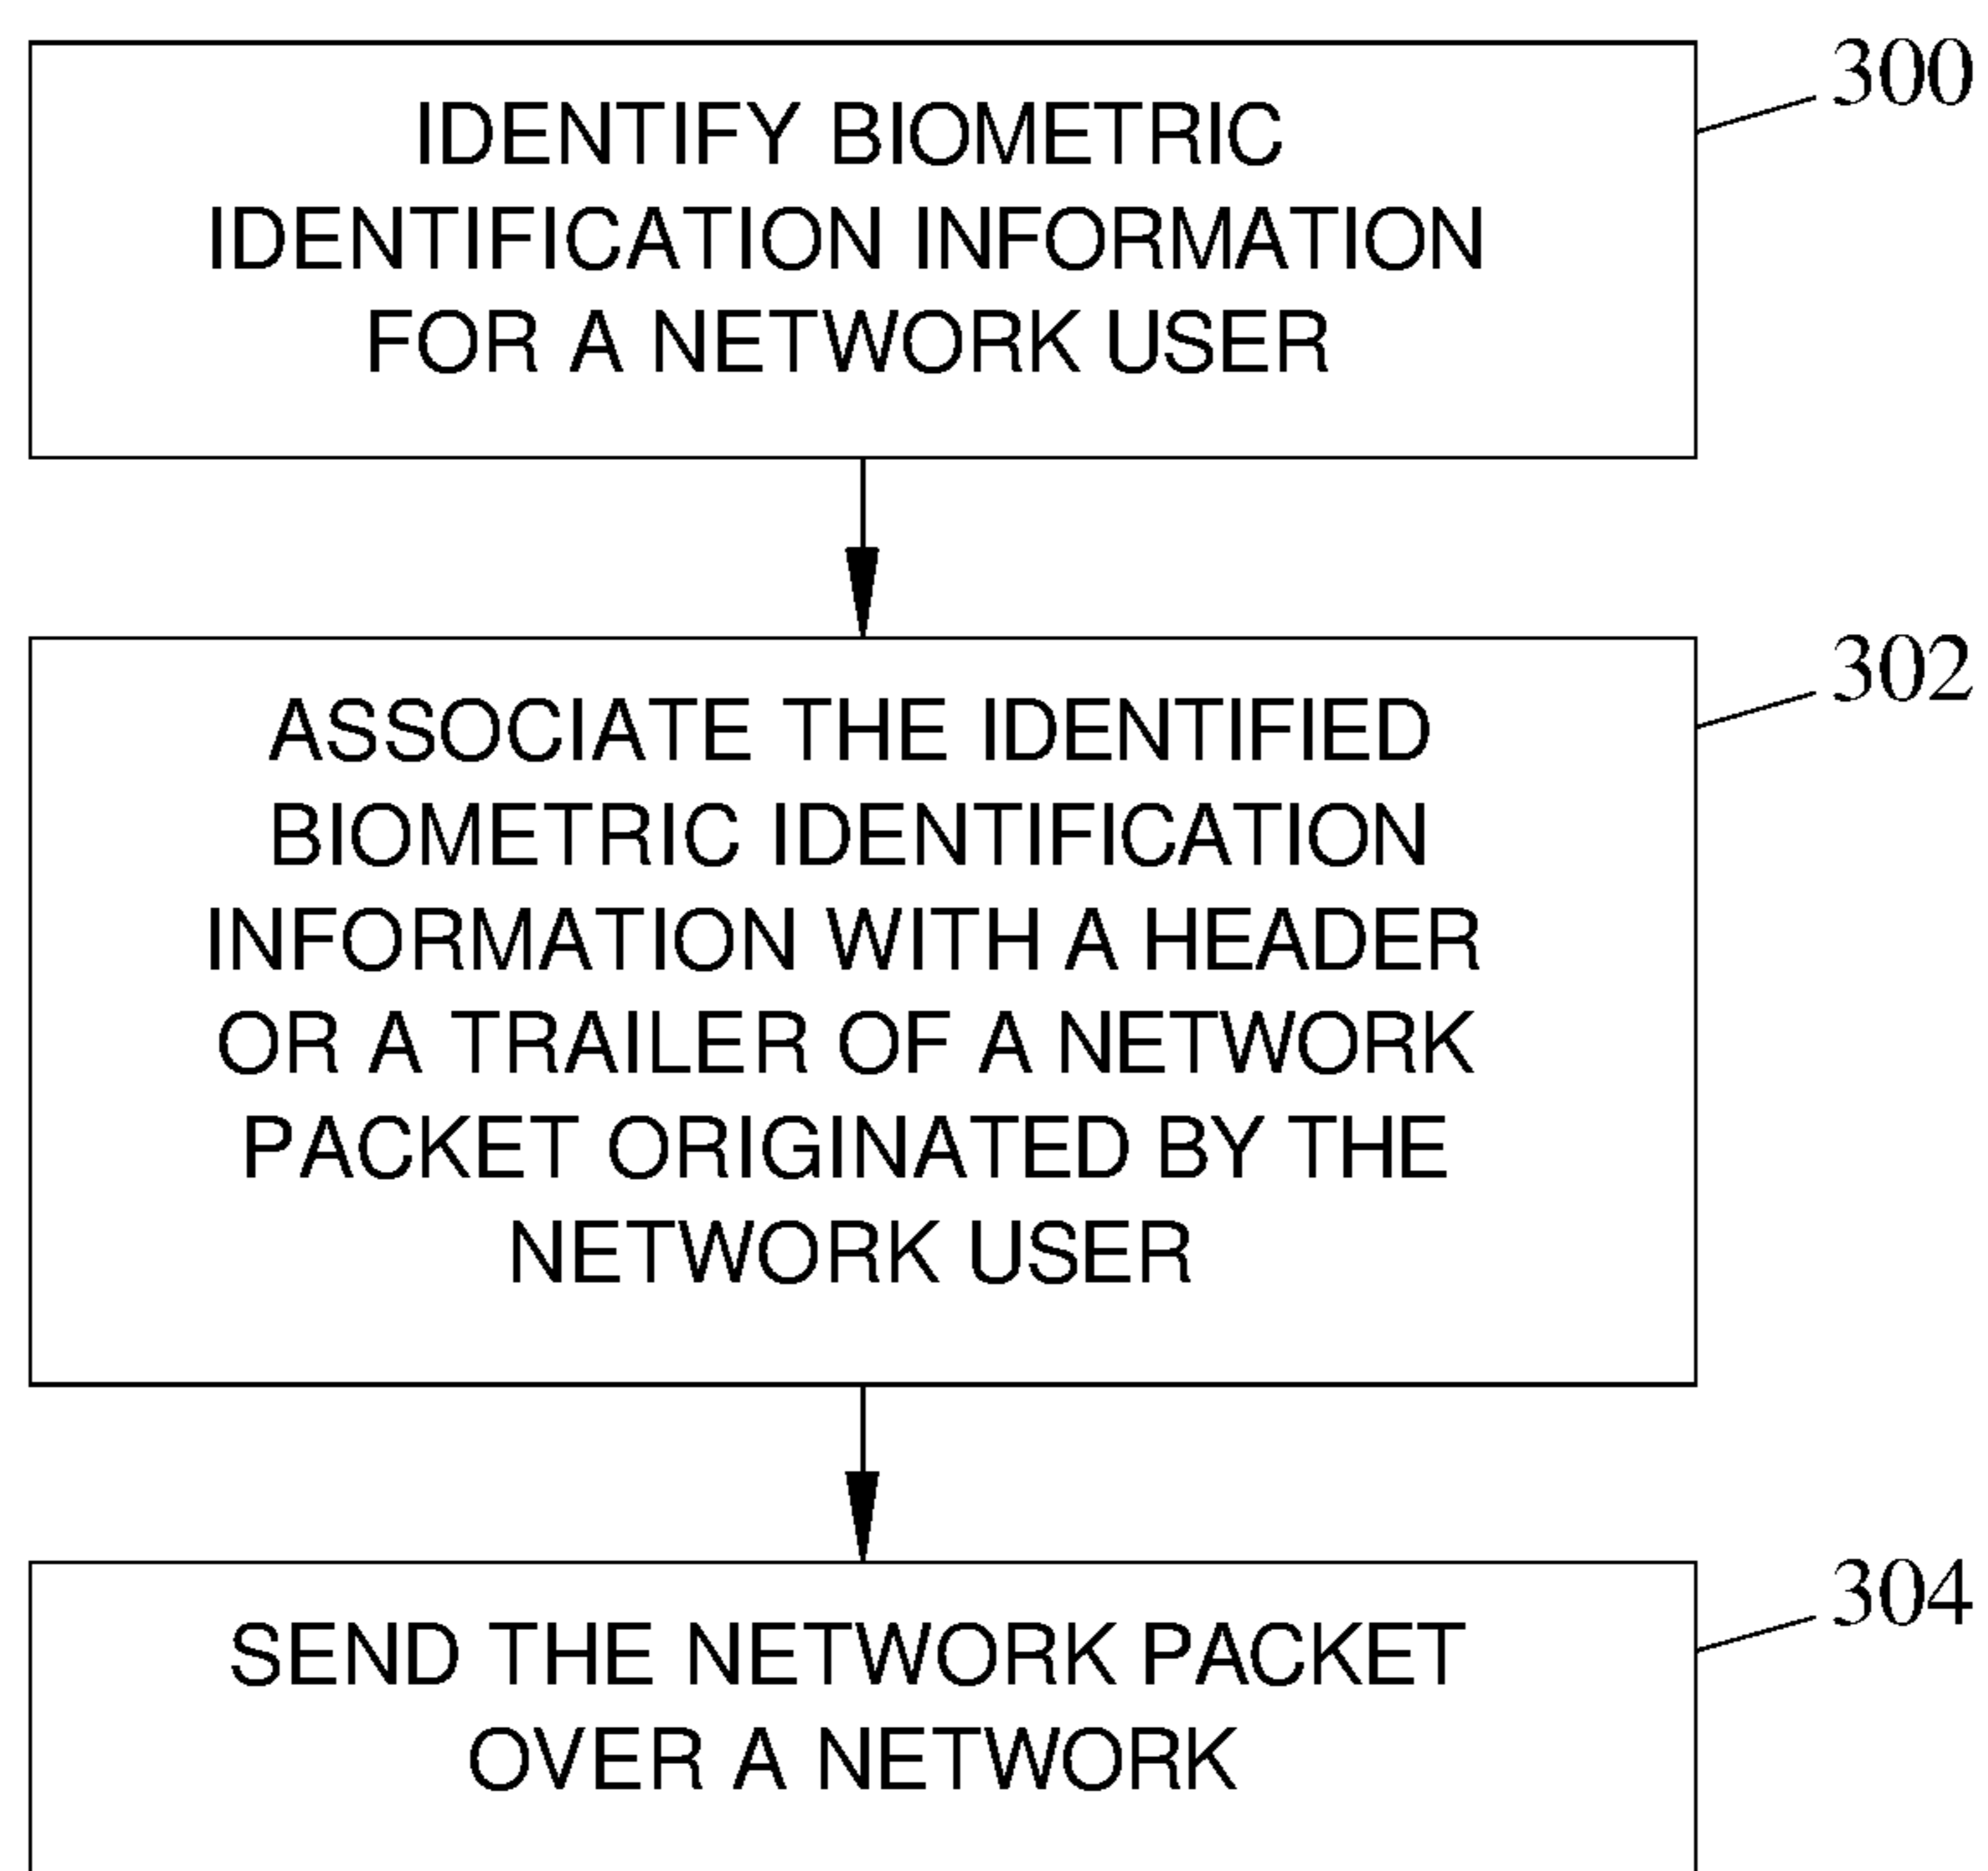 300
IDENTIFY BIOMETRIC
IDENTIFICATION INFORMATION
FOR A NETWORK USER
302
ASSOCIATE THE IDENTIFIED
BIOMETRIC IDENTIFICATION
INFORMATION WITH A HEADER
OR A TRAILER OF A NETWORK
PACKET ORIGINATED BY THE
NETWORK USER
304
SEND THE NETWORK PACKET
OVER A NETWORK